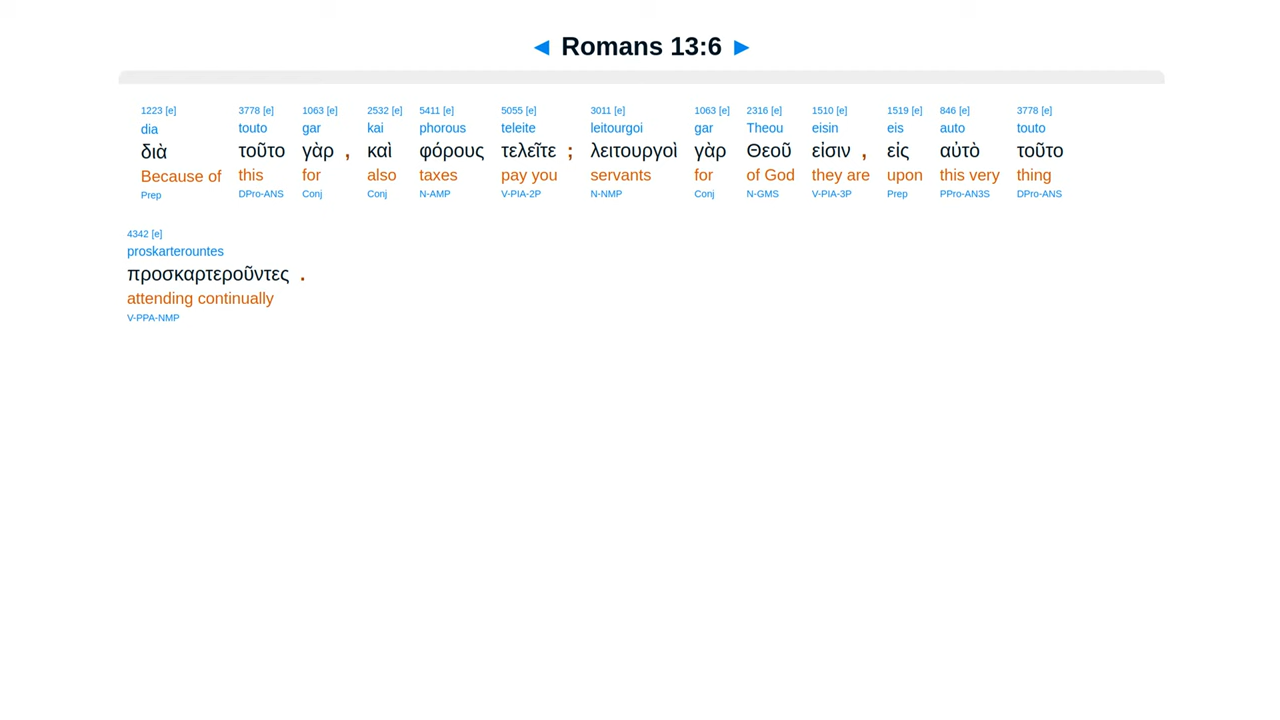 ◄ Romans 13:6 ►
1223 [e] 3778 [e] 1063 [e] 2532 [e] 5411 [e] 5055 [e] 3011 [e] 1063 [e] 2316 [e] 1510 [e] 1519 [e] 846 [e] 3778 [e]
dia touto gar kai phorous teleite leitourgoi gar Theou eisin eis auto touto
διὰ τοῦτο γὰρ , καὶ φόρους τελεῖτε ; λειτουργοὶ γὰρ Θεοῦ εἰσιν , εἰς αὐτὸ τοῦτο
Because of this for also taxes pay you servants for of God they are upon this very thing
Prep DPro-ANS Conj Conj N-AMP V-PIA-2P N-NMP Conj N-GMS V-PIA-3P Prep PPro-AN3S DPro-ANS
4342 [e]
proskarterountes
προσκαρτεροῦντες .
attending continually
V-PPA-NMP